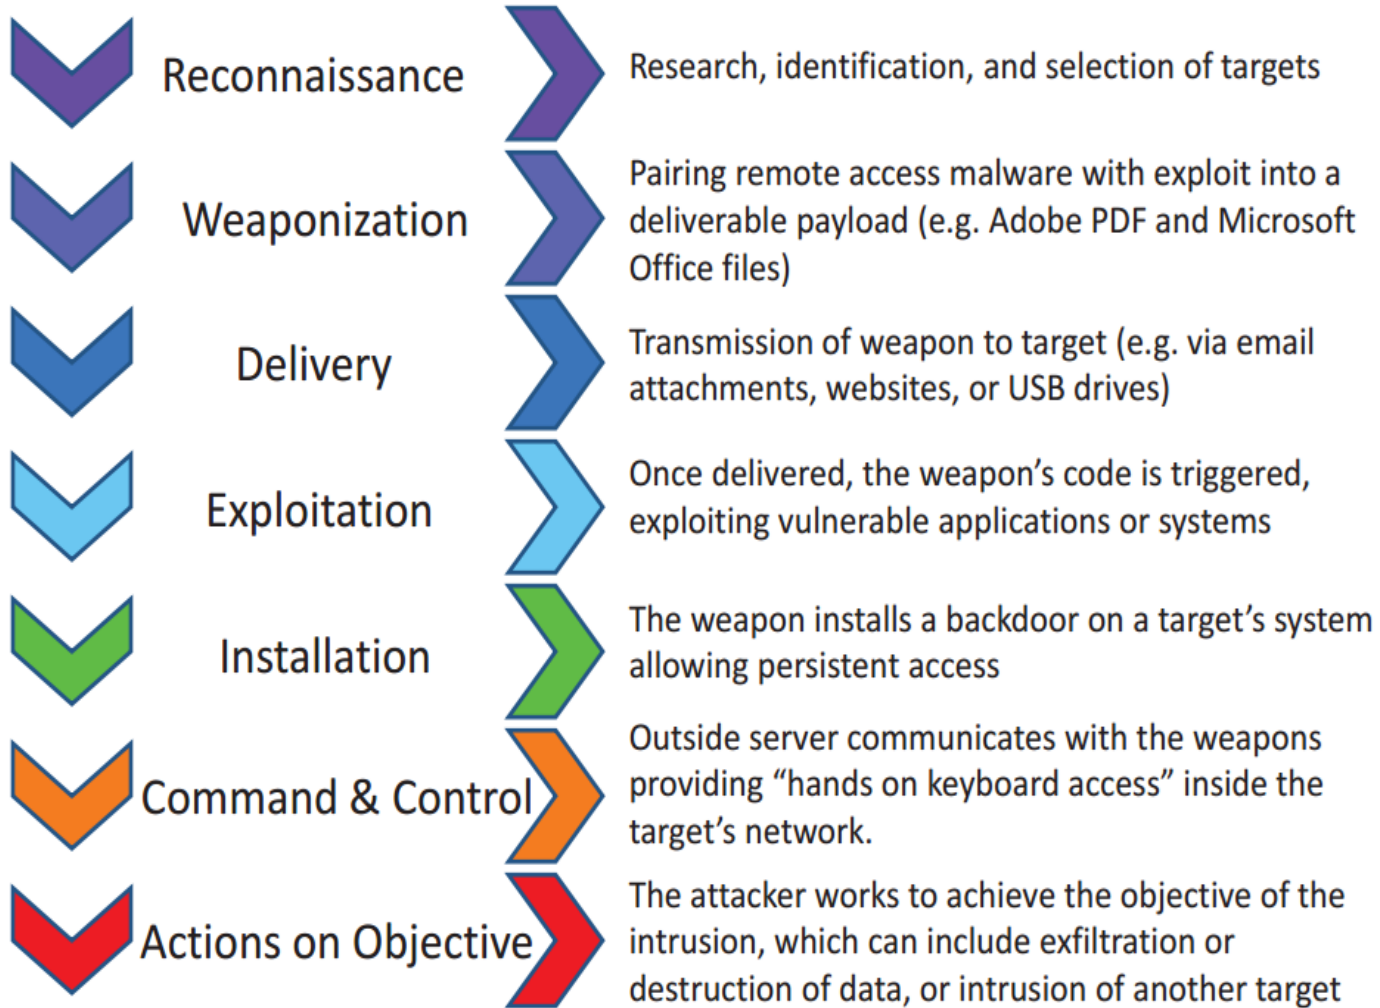 Reconnaissance
Research, identification, and selection of targets
Weaponization
Pairing remote access malware with exploit into a
deliverable payload (e.g. Adobe PDF and Microsoft
Office files)
Delivery
Transmission of weapon to target (e.g. via email
attachments, websites, or USB drives)
Exploitation
Once delivered, the weapon’s code is triggered,
exploiting vulnerable applications or systems
Installation
The weapon installs a backdoor on a target’s system
allowing persistent access
Command & Control
Outside server communicates with the weapons
providing “hands on keyboard access” inside the
target’s network.
Actions on Objective
The attacker works to achieve the objective of the
intrusion, which can include exfiltration or
destruction of data, or intrusion of another target